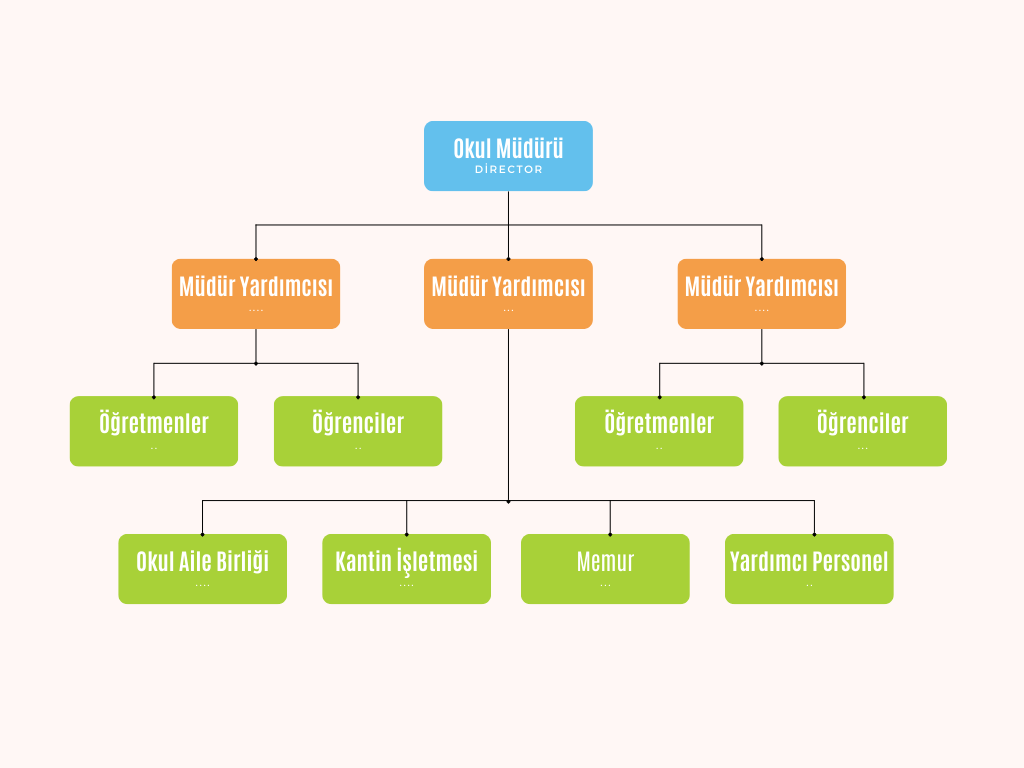 Okul Müdürü
DİRECTOR
Müdür Yardımcısı
....
Müdür Yardımcısı
...
Müdür Yardımcısı
....
Öğretmenler
..
Öğrenciler
..
Öğretmenler
..
Öğrenciler
...
Okul Aile Birliği
....
Kantin İşletmesi
....
Memur
...
Yardımcı Personel
..